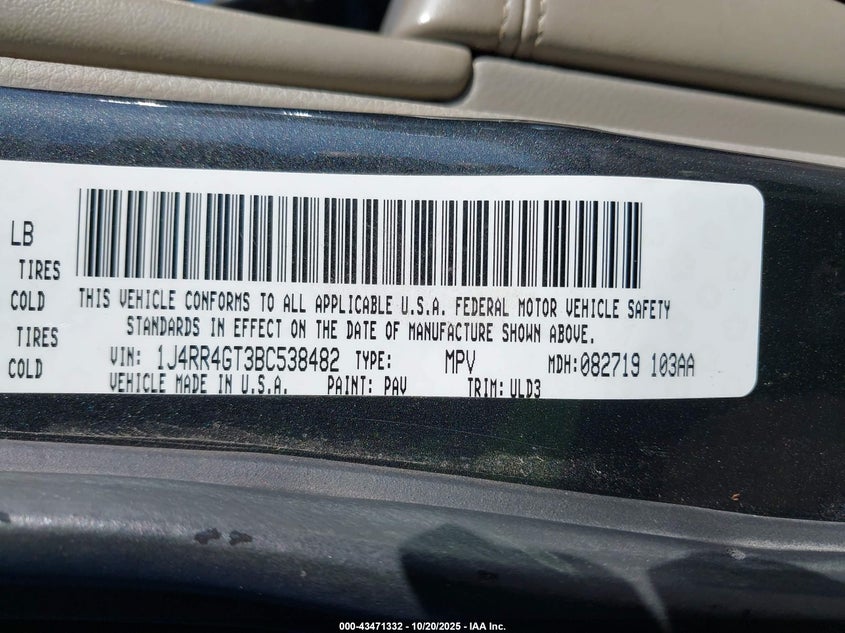 LB
TIRES
COLD
TIRES
COLD
THIS VEHICLE CONFORMS TO ALL APPLICABLE U.S.A. FEDERAL MOTOR VEHICLE SAFETY
STANDARDS IN EFFECT ON THE DATE OF MANUFACTURE SHOWN ABOVE.
VIN: 1J4RR4GT3BC538482 TYPE: MPV MDH:082719 103AA
VEHICLE MADE IN U.S.A. PAINT: PAV TRIM: ULD3
000-43471332 - 10/20/2025 - IAA Inc.